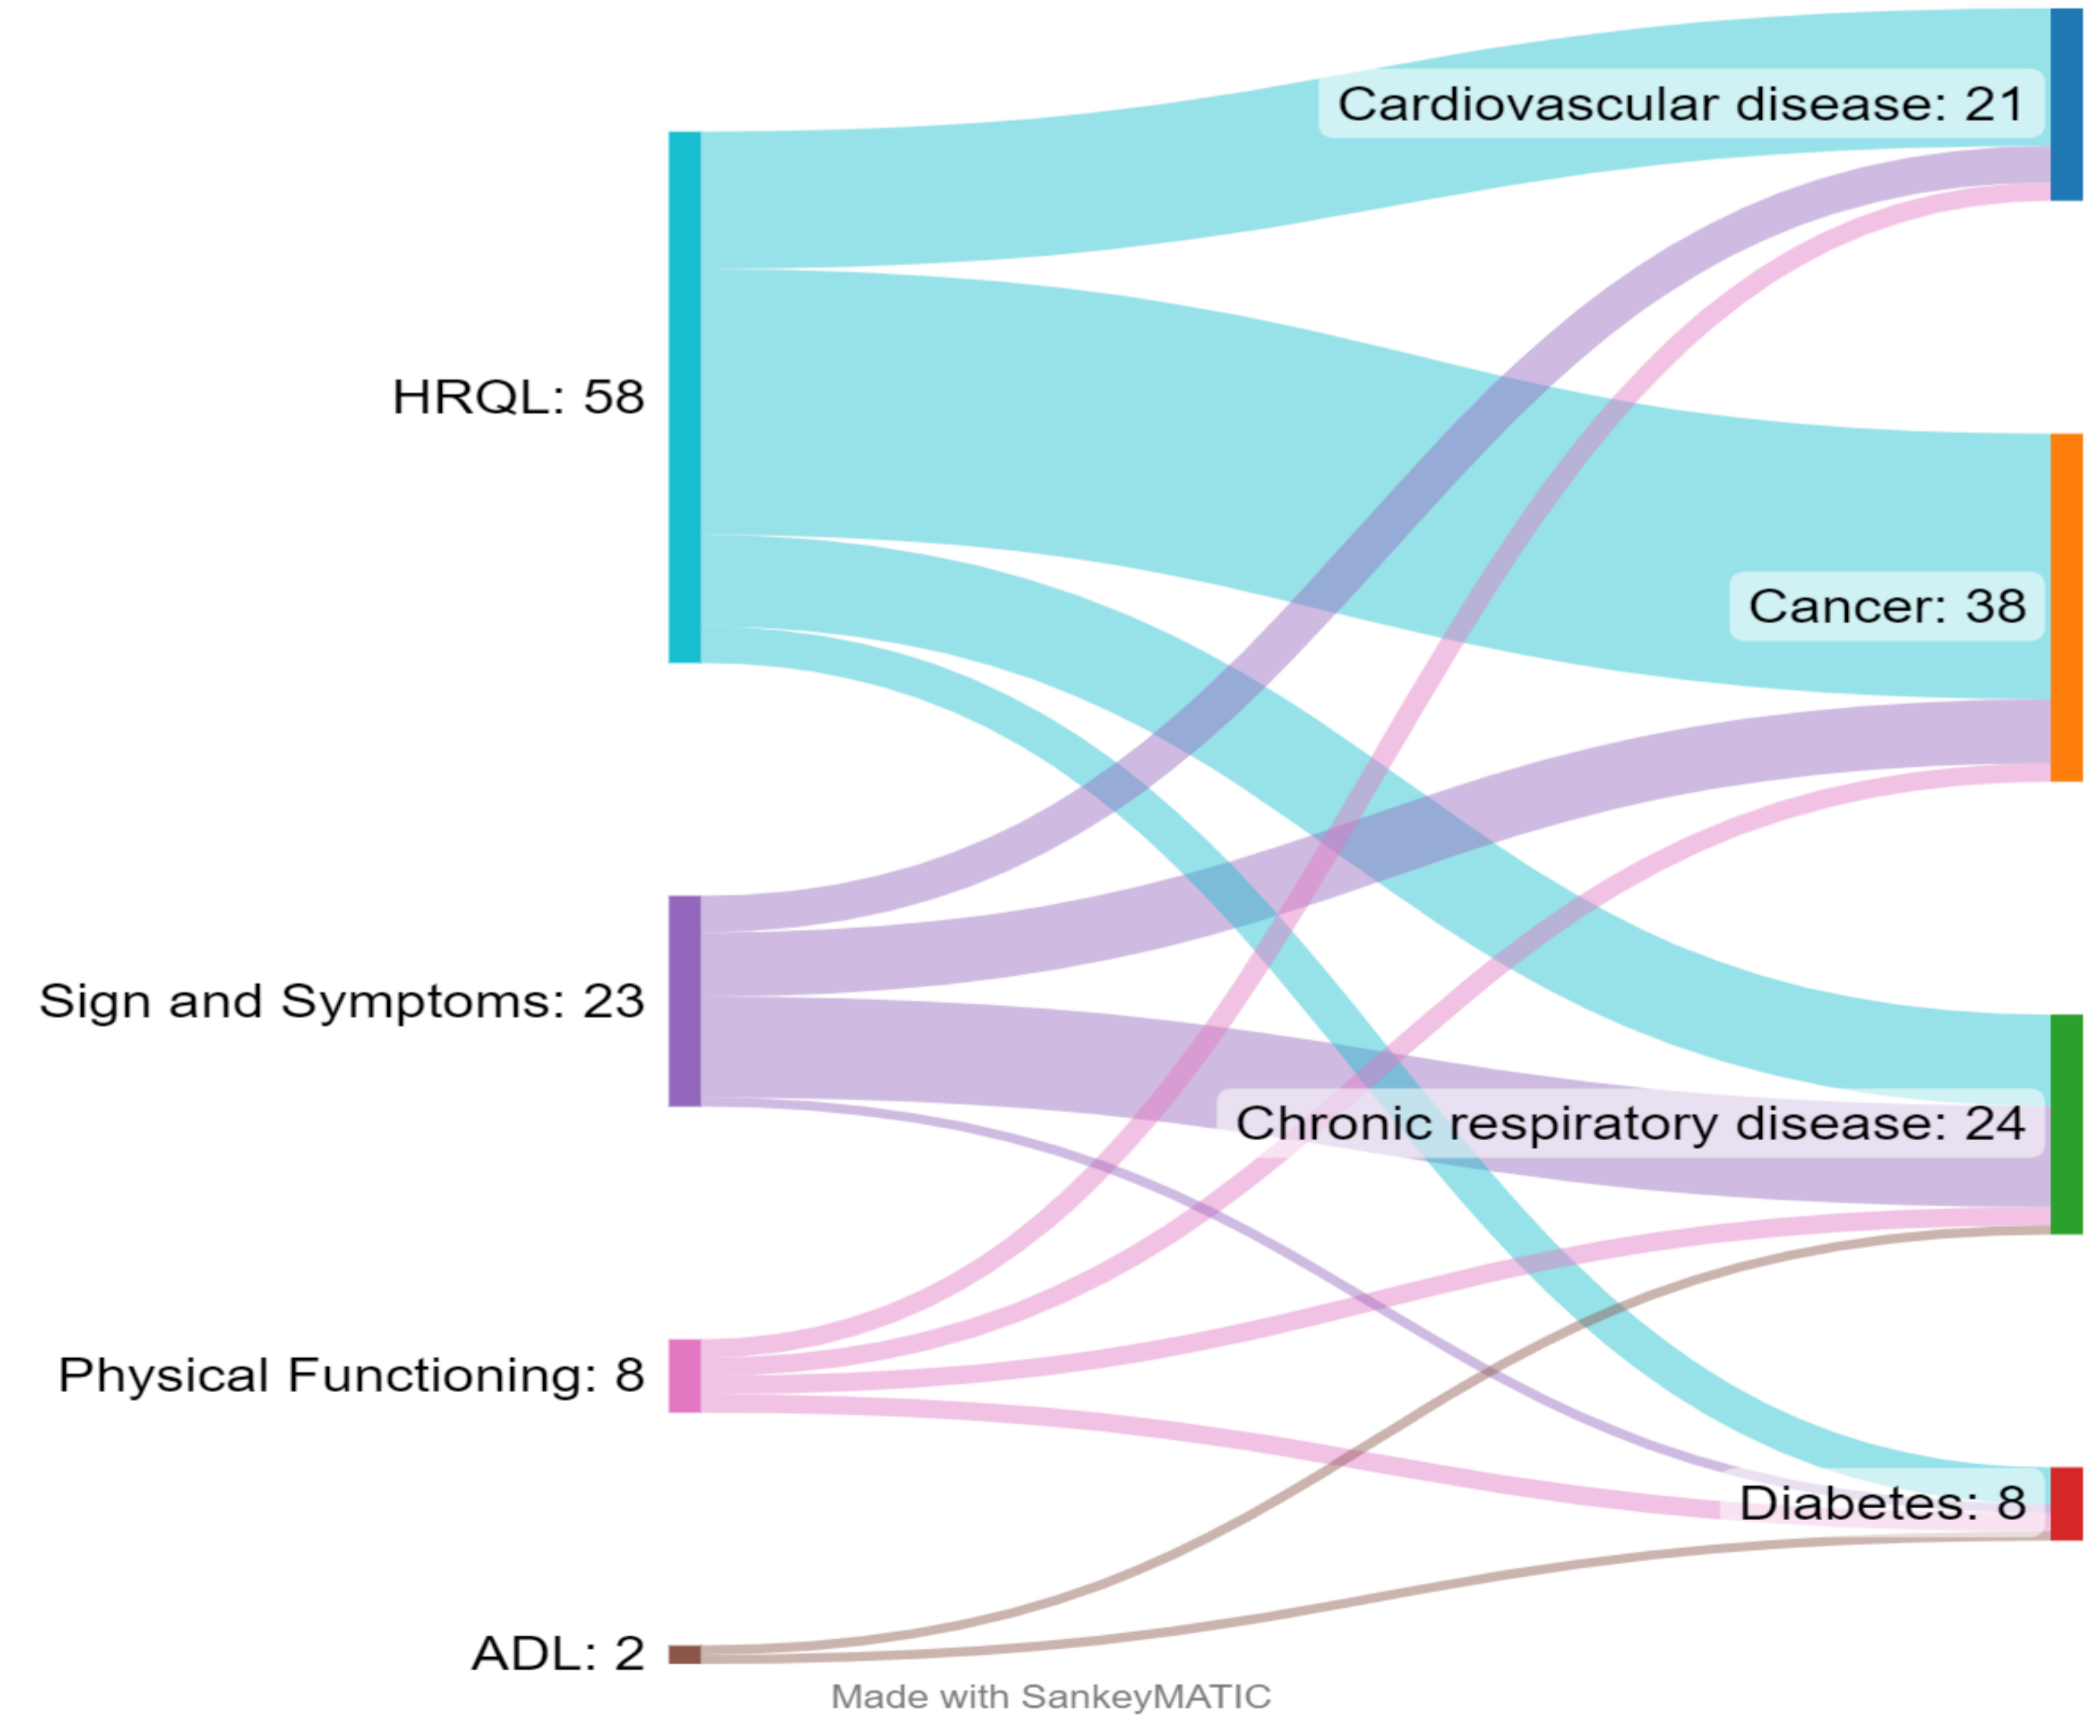 Cardiovascular disease: 21
HRQL: 58
Cancer: 38
Sign and Symptoms: 23
Chronic respiratory disease: 24
Physical Functioning: 8
Diabetes: 8
ADL: 2
Made with SankeyMATIC